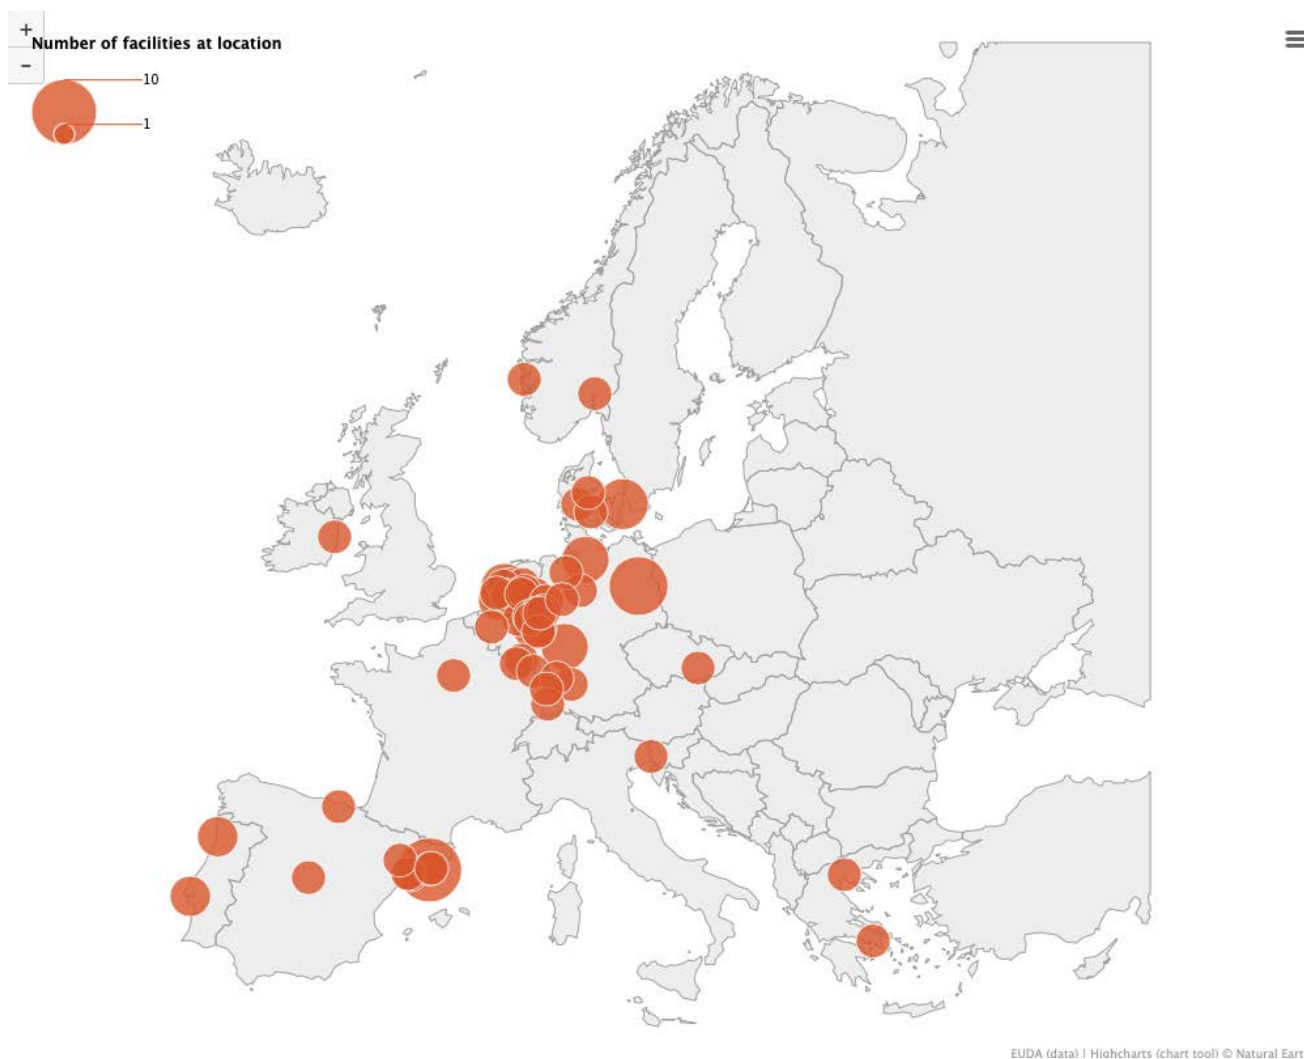 +
Number of facilities at location
−
10
1
EUDA (data) | Highcharts (chart tool) © Natural Eart